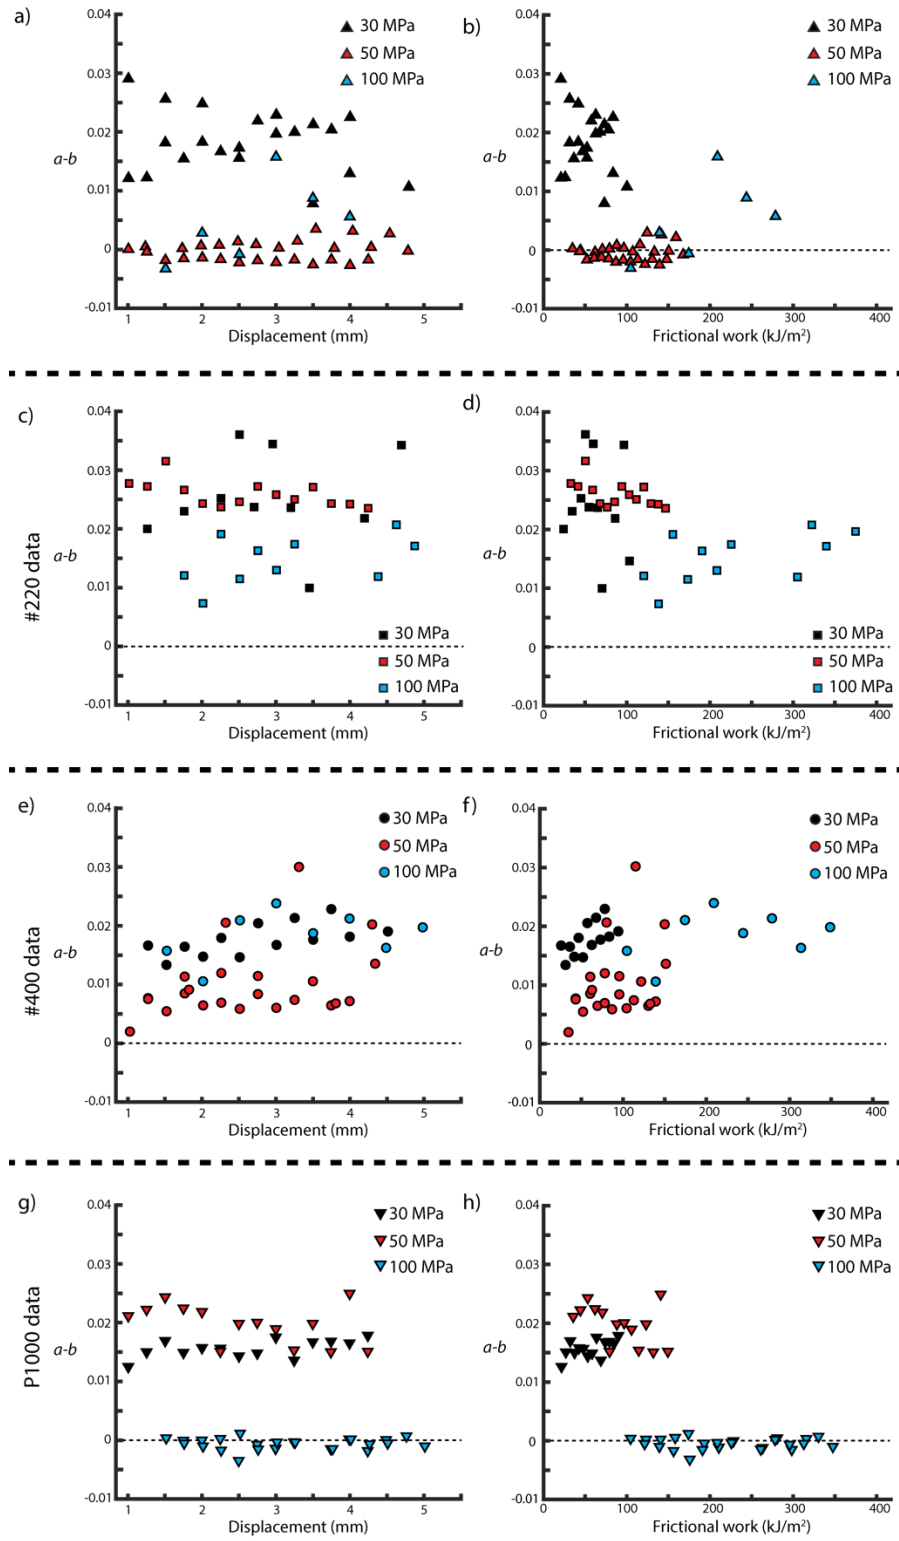 a)
0.04
0.03
0.02
0.01
0
-0.01
a-b
30 MPa
50 MPa
100 MPa
1 2 3 4 5
Displacement (mm)
b)
0.04
0.03
0.02
0.01
0
-0.01
a-b
30 MPa
50 MPa
100 MPa
0 100 200 300 400
Frictional work (kJ/m²)
#220 data
c)
0.04
0.03
0.02
0.01
0
-0.01
a-b
30 MPa
50 MPa
100 MPa
1 2 3 4 5
Displacement (mm)
d)
0.04
0.03
0.02
0.01
0
-0.01
a-b
30 MPa
50 MPa
100 MPa
0 100 200 300 400
Frictional work (kJ/m²)
#400 data
e)
0.04
0.03
0.02
0.01
0
-0.01
a-b
30 MPa
50 MPa
100 MPa
1 2 3 4 5
Displacement (mm)
f)
0.04
0.03
0.02
0.01
0
-0.01
a-b
30 MPa
50 MPa
100 MPa
0 100 200 300 400
Frictional work (kJ/m²)
P1000 data
g)
0.04
0.03
0.02
0.01
0
-0.01
a-b
30 MPa
50 MPa
100 MPa
1 2 3 4 5
Displacement (mm)
h)
0.04
0.03
0.02
0.01
0
-0.01
a-b
30 MPa
50 MPa
100 MPa
0 100 200 300 400
Frictional work (kJ/m²)